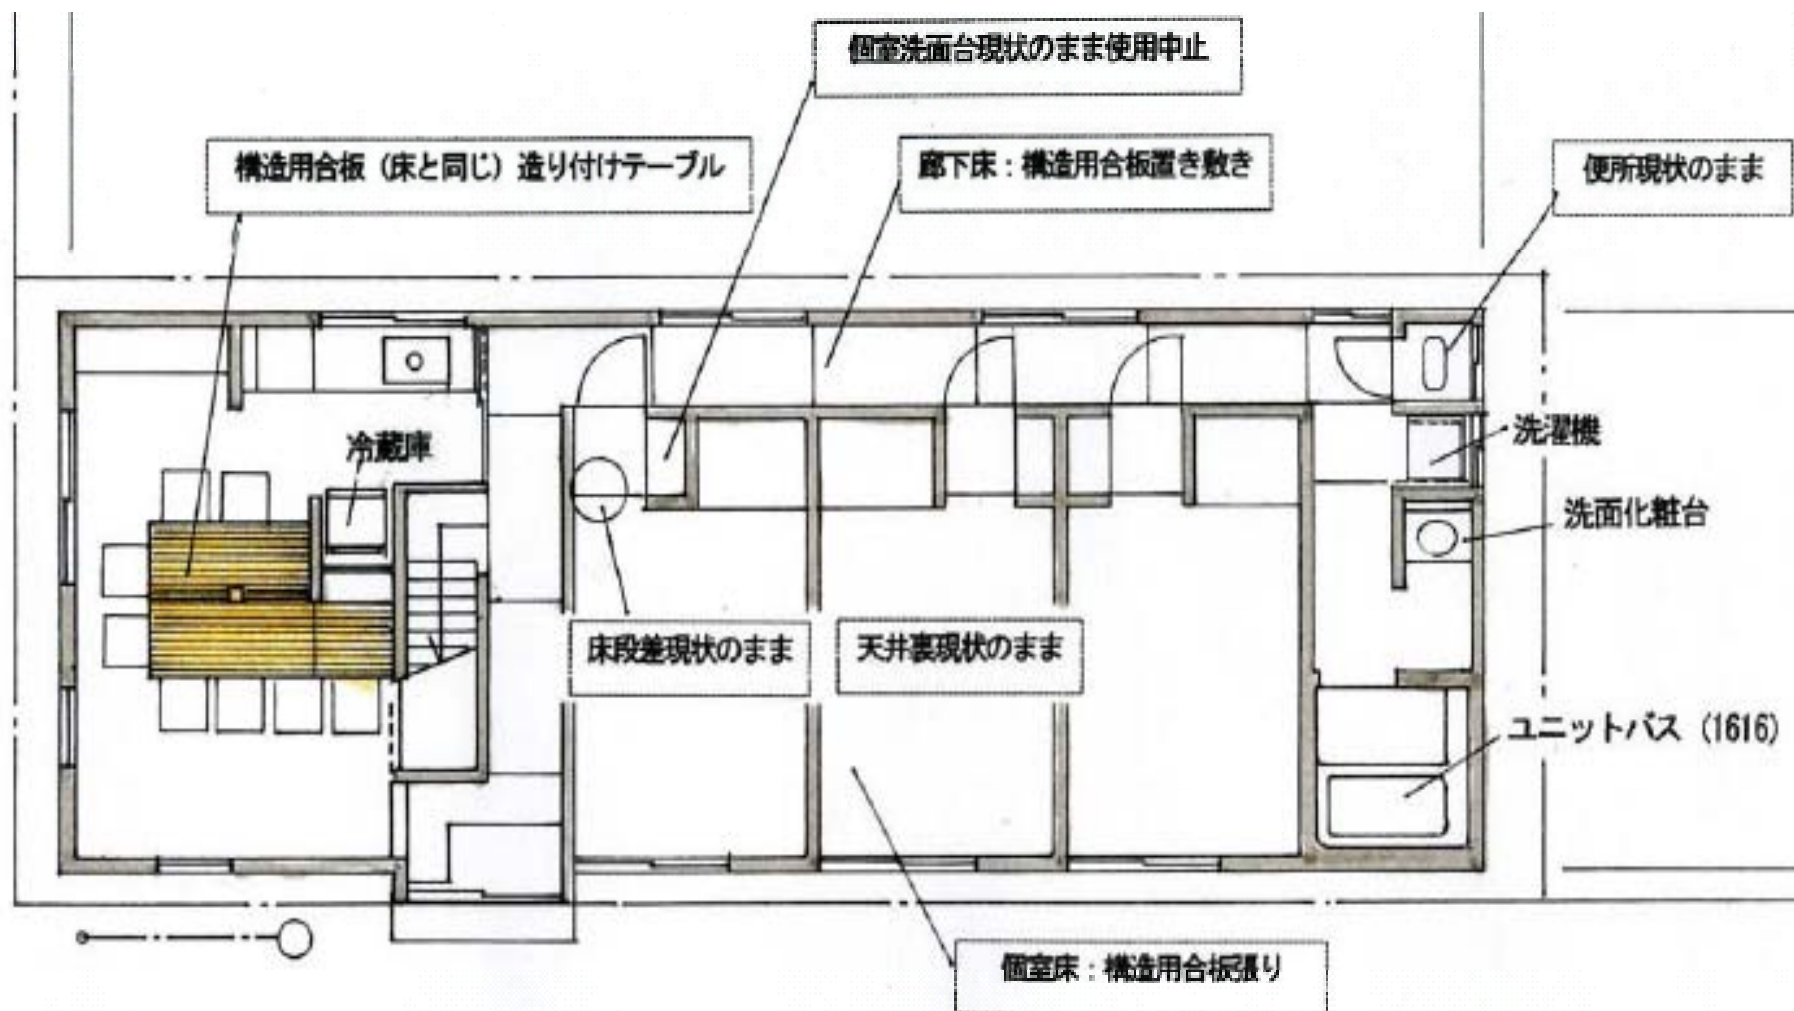 個室洗面台現状のまま使用中止
構造用合板(床と同じ)造り付けテーブル
廊下床：構造用合板置き敷き
便所現状のまま
冷蔵庫
洗濯機
洗面化粧台
床段差現状のまま
天井裏現状のまま
ユニットバス (1616)
個室床：構造用合板張り